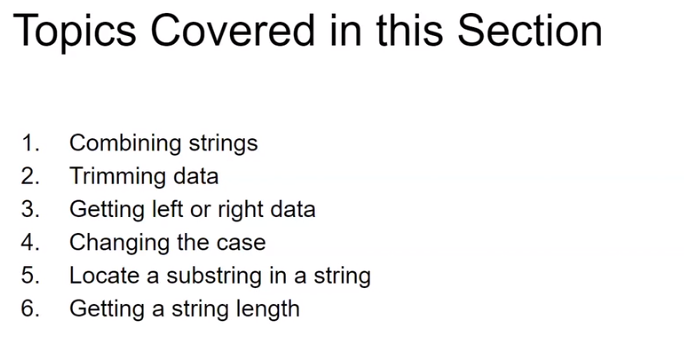 Topics Covered in this Section
1. Combining strings
2. Trimming data
3. Getting left or right data
4. Changing the case
5. Locate a substring in a string
6. Getting a string length